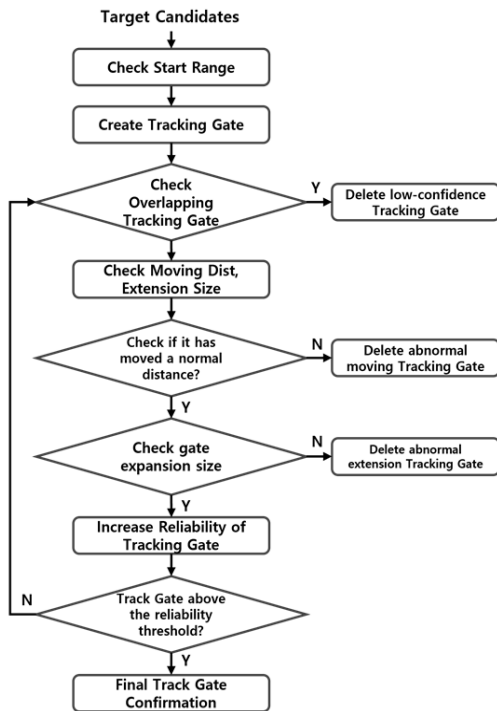 Target Candidates
Check Start Range
Create Tracking Gate
Check
Overlapping
Tracking Gate
Y
Delete low-confidence
Tracking Gate
Check Moving Dist,
Extension Size
Check if it has
moved a normal
distance?
N
Delete abnormal
moving Tracking Gate
Y
Check gate
expansion size
N
Delete abnormal
extension Tracking Gate
Y
Increase Reliability of
Tracking Gate
Track Gate above
the reliability
threshold?
N
Y
Final Track Gate
Confirmation